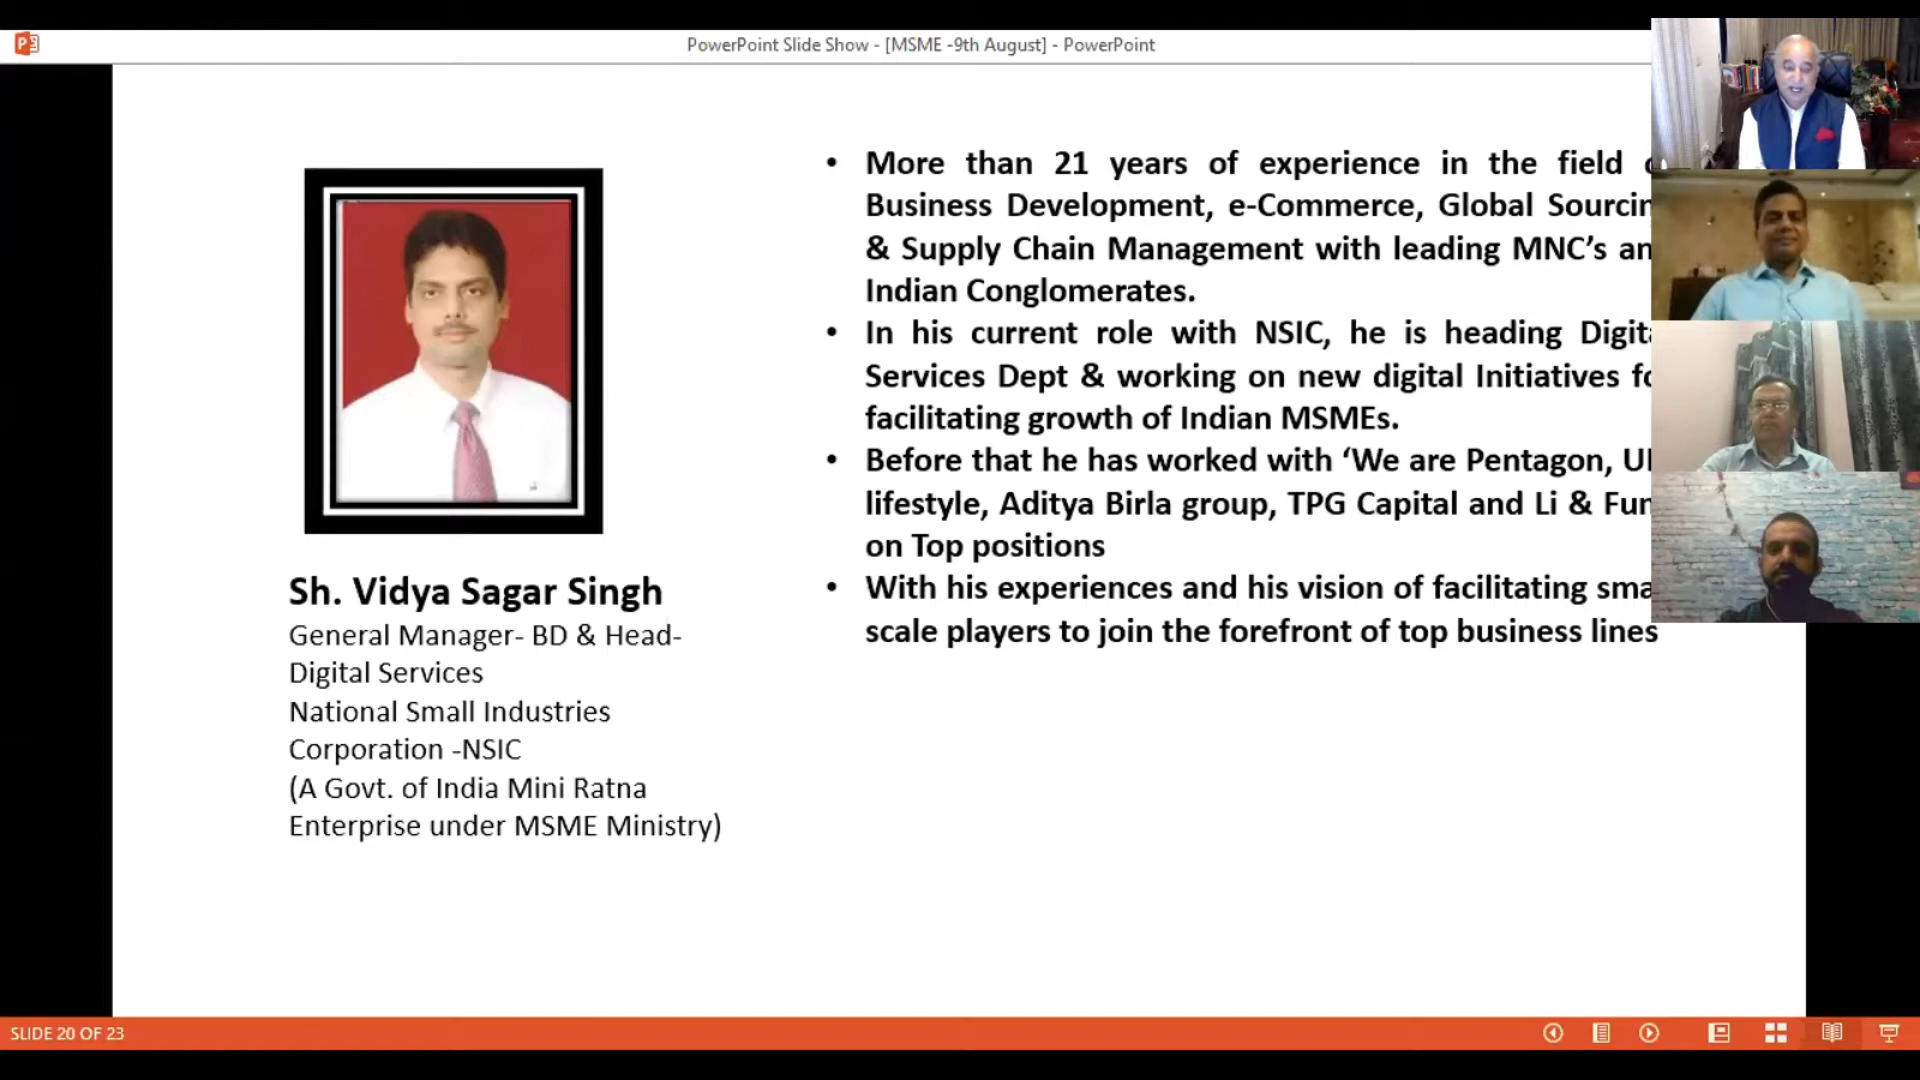 PowerPoint Slide Show - [MSME -9th August] - PowerPoint
• More than 21 years of experience in the field
Business Development, e-Commerce, Global
& Supply Chain Management with leading MNC’s
Indian Conglomerates.
• In his current role with NSIC, he is heading
Services Dept & working on new digital Initiatives
facilitating growth of Indian MSMEs.
• Before that he has worked with ‘We are Pentagon,
lifestyle, Aditya Birla group, TPG Capital and Li &
on Top positions
• With his experiences and his vision of facilitating
scale players to join the forefront of top business lines
Sh. Vidya Sagar Singh
General Manager- BD & Head-
Digital Services
National Small Industries
Corporation -NSIC
(A Govt. of India Mini Ratna
Enterprise under MSME Ministry)
SLIDE 20 OF 23